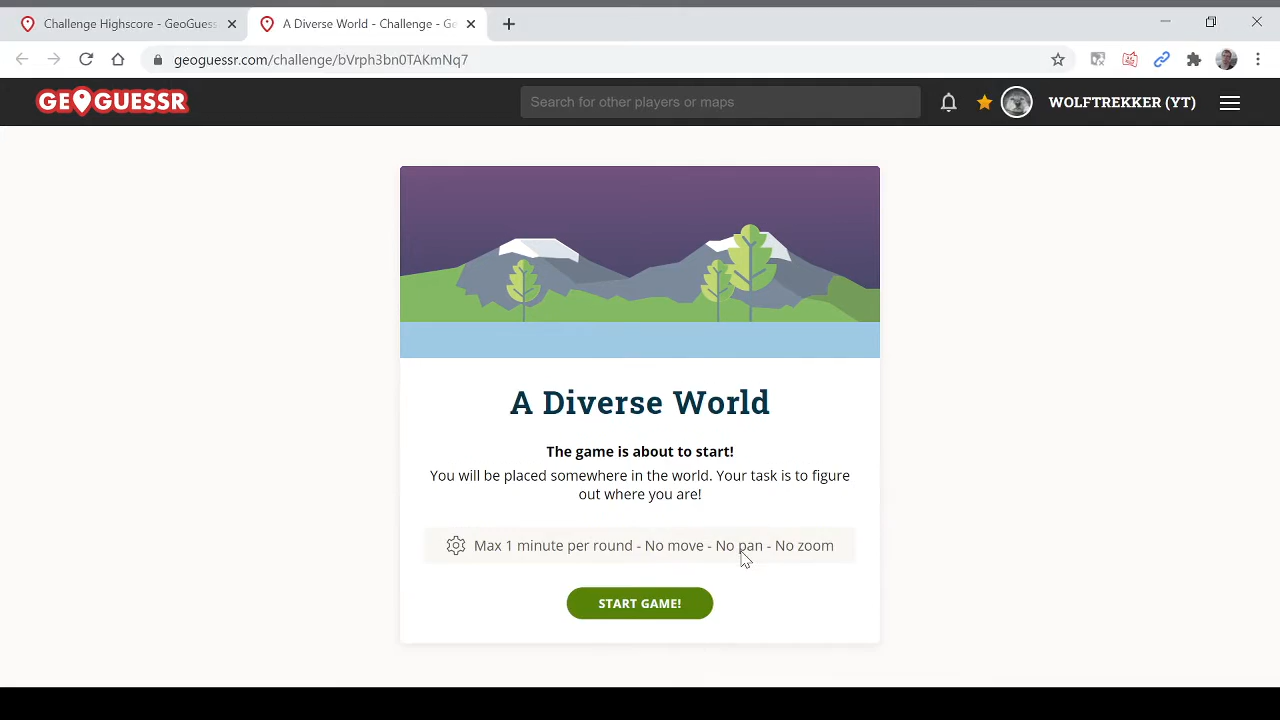 Challenge Highscore - GeoGuess
A Diverse World - Challenge - Ge
geoguessr.com/challenge/bVrph3bn0TAKmNq7
GEOGUESSR
Search for other players or maps
WOLFTREKKER (YT)
A Diverse World
The game is about to start!
You will be placed somewhere in the world. Your task is to figure
out where you are!
Max 1 minute per round - No move - No pan - No zoom
START GAME!